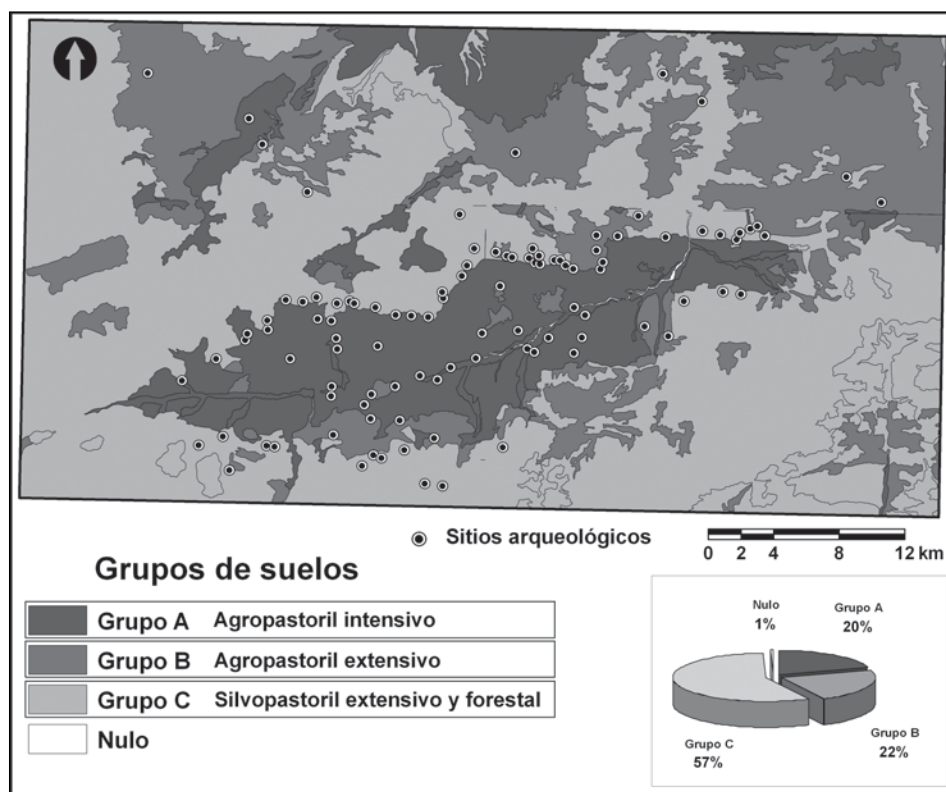 Sitios arqueológicos
0 2 4 8 12 km
Grupos de suelos
Grupo A Agropastoril intensivo
Grupo B Agropastoril extensivo
Grupo C Silvopastoril extensivo y forestal
Nulo
Nulo
1%
Grupo A
20%
Grupo C
57%
Grupo B
22%